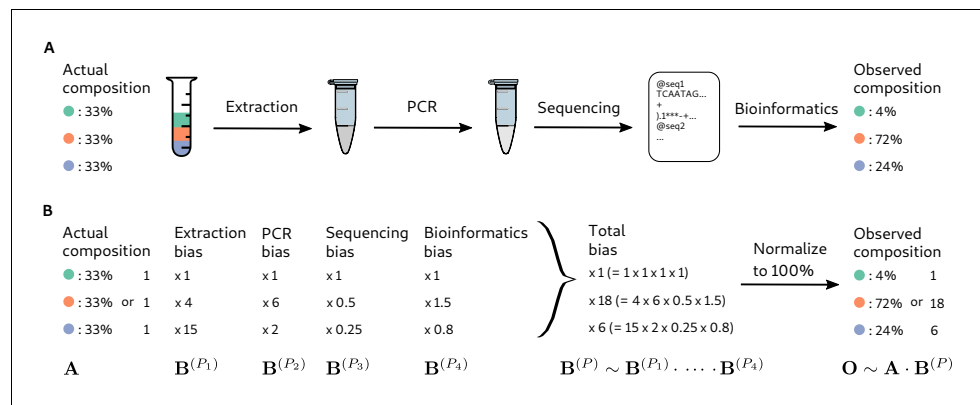 A
Actual composition
: 33%
: 33%
: 33%
Extraction
PCR
Sequencing
@seq1
TCAATAG...
+
).1***-+...
@seq2
...
Bioinformatics
Observed composition
: 4%
: 72%
: 24%
B
Actual composition
Extraction bias
PCR bias
Sequencing bias
Bioinformatics bias
Total bias
Normalize to 100%
Observed composition
: 33% 1 x 1 x 1 x 1 x 1 x 1 (= 1 x 1 x 1 x 1) : 4% 1
: 33% or 1 x 4 x 6 x 0.5 x 1.5 x 18 (= 4 x 6 x 0.5 x 1.5) : 72% or 18
: 33% 1 x 15 x 2 x 0.25 x 0.8 x 6 (= 15 x 2 x 0.25 x 0.8) : 24% 6
A B^(P₁) B^(P₂) B^(P₃) B^(P₄) B^(P) ∼ B^(P₁) · ... · B^(P₄) O ∼ A · B^(P)